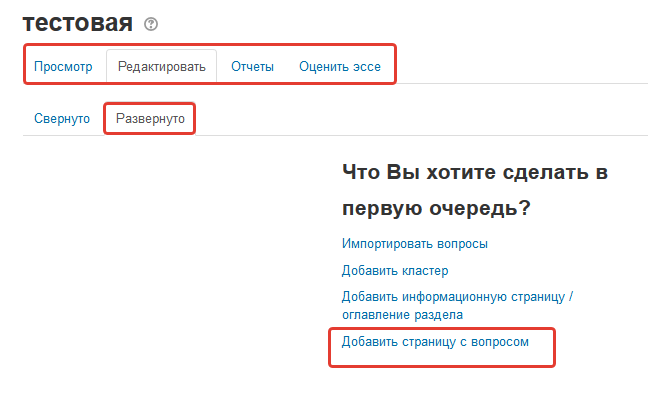 тестовая
Просмотр Редактировать Отчеты Оценить эссе
Свернуто Развернуто
Что Вы хотите сделать в
первую очередь?
Импортировать вопросы
Добавить кластер
Добавить информационную страницу /
оглавление раздела
Добавить страницу с вопросом